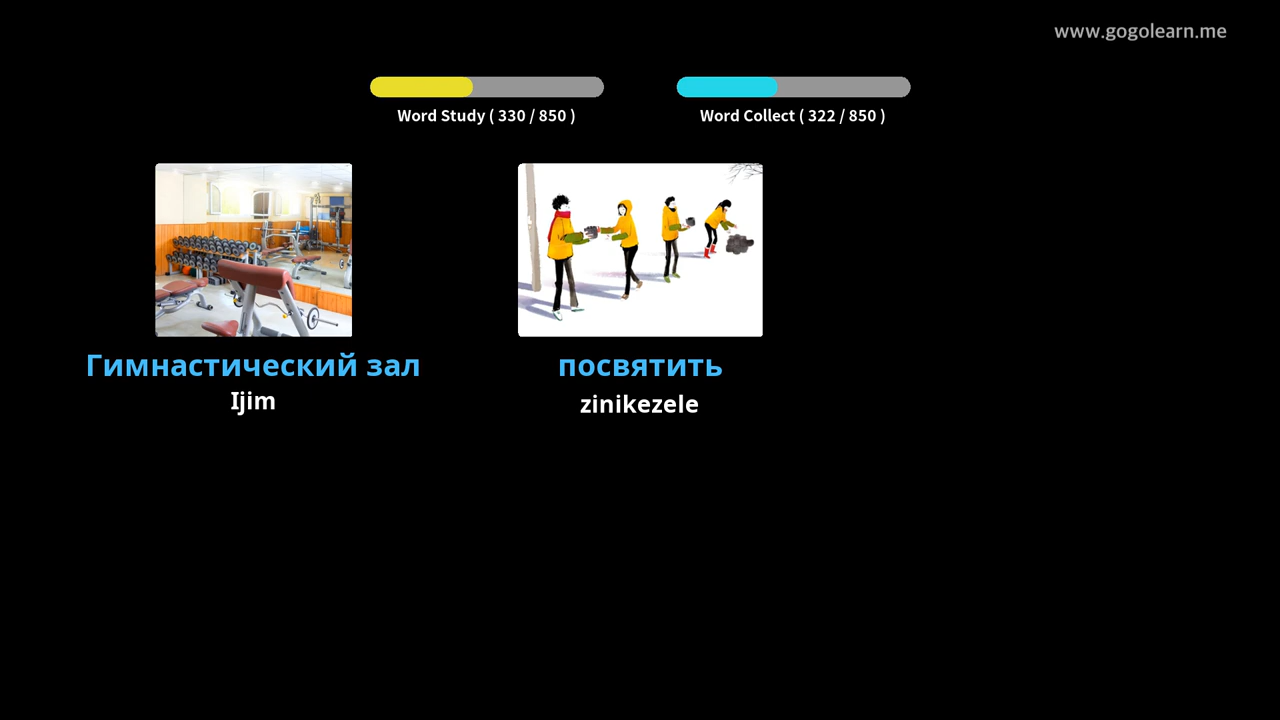 www.gogolearn.me
Word Study ( 330 / 850 )
Word Collect ( 322 / 850 )
Гимнастический зал
Ijim
посвятить
zinikezele